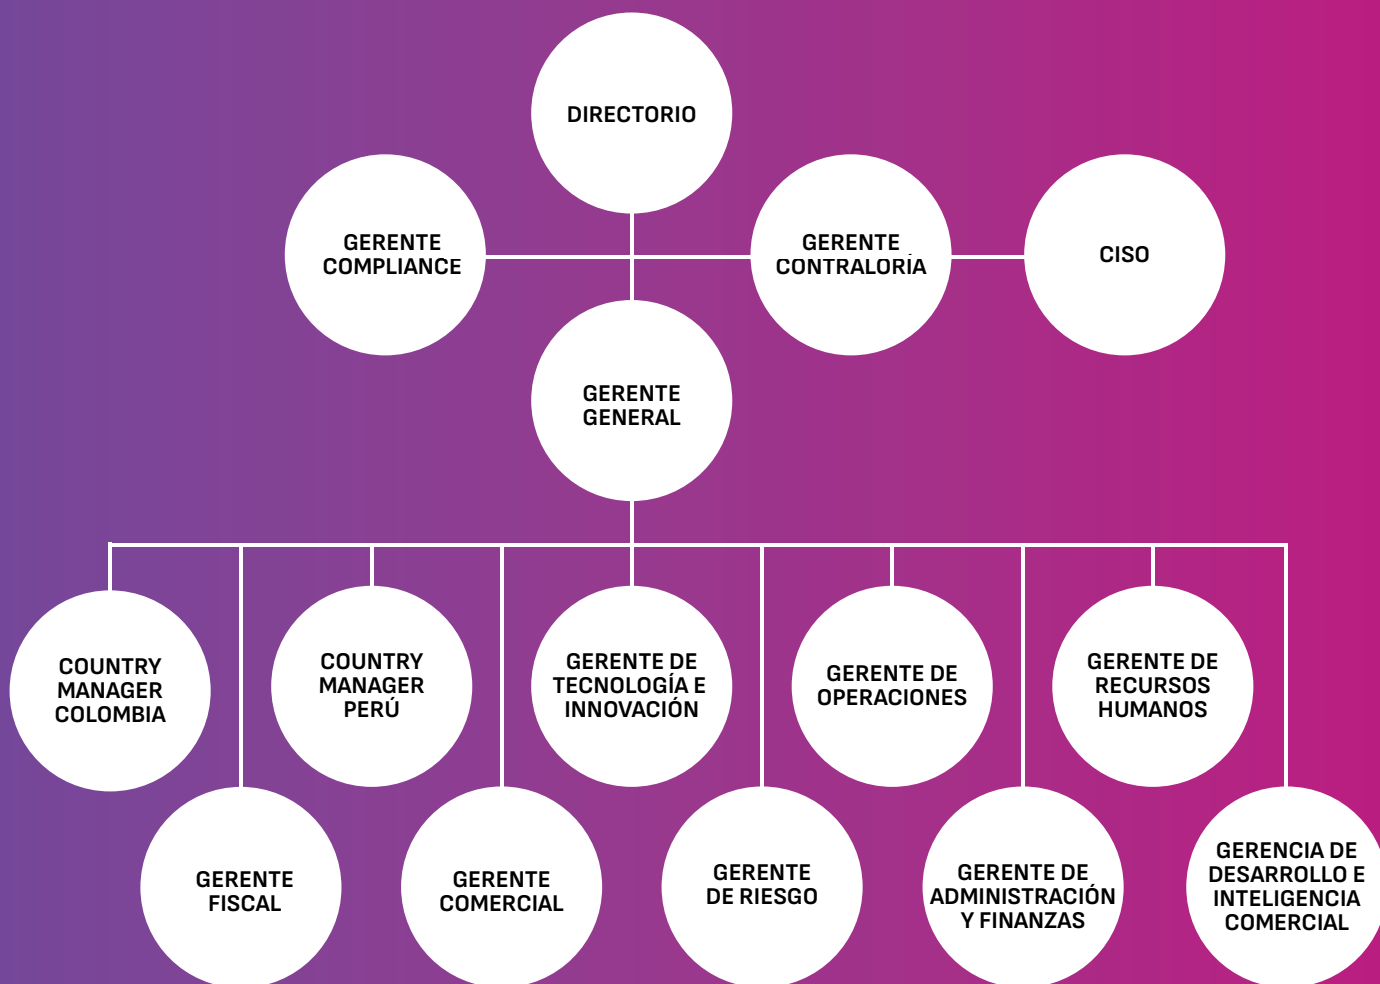 DIRECTORIO
GERENTE
COMPLIANCE
GERENTE
CONTRALORÍA
CISO
GERENTE
GENERAL
COUNTRY
MANAGER
COLOMBIA
COUNTRY
MANAGER
PERÚ
GERENTE DE
TECNOLOGÍA E
INNOVACIÓN
GERENTE DE
OPERACIONES
GERENTE DE
RECURSOS
HUMANOS
GERENTE
FISCAL
GERENTE
COMERCIAL
GERENTE
DE RIESGO
GERENTE DE
ADMINISTRACIÓN
Y FINANZAS
GERENCIA DE
DESARROLLO E
INTELIGENCIA
COMERCIAL